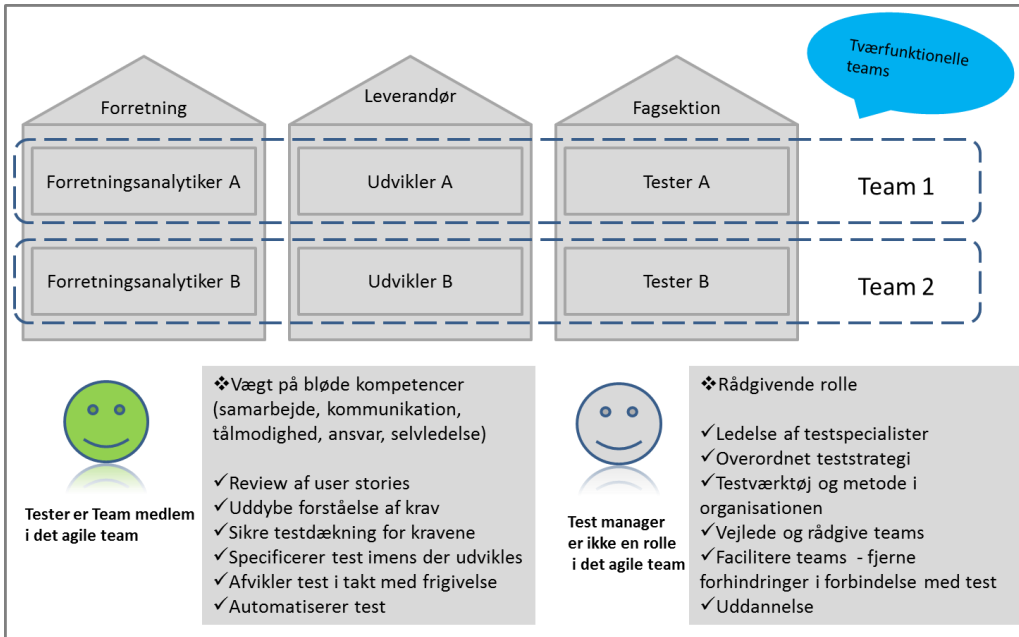 Tværfunktionelle
teams
Forretning
Leverandør
Fagsektion
Forretningsanalytiker A
Udvikler A
Tester A
Team 1
Forretningsanalytiker B
Udvikler B
Tester B
Team 2
Tester er Team medlem
i det agile team
❖Vægt på bløde kompetencer
(samarbejde, kommunikation,
tålmodighed, ansvar, selvledelse)
✓Review af user stories
✓Uddybe forståelse af krav
✓Sikre testdækning for kravene
✓Specificerer test imens der udvikles
✓Afvikler test i takt med frigivelse
✓Automatiserer test
Test manager
er ikke en rolle
i det agile team
❖Rådgivende rolle
✓Ledelse af testspecialister
✓Overordnet teststrategi
✓Testværktøj og metode i
organisationen
✓Vejlede og rådgive teams
✓Facilitere teams - fjerne
forhindringer i forbindelse med test
✓Uddannelse